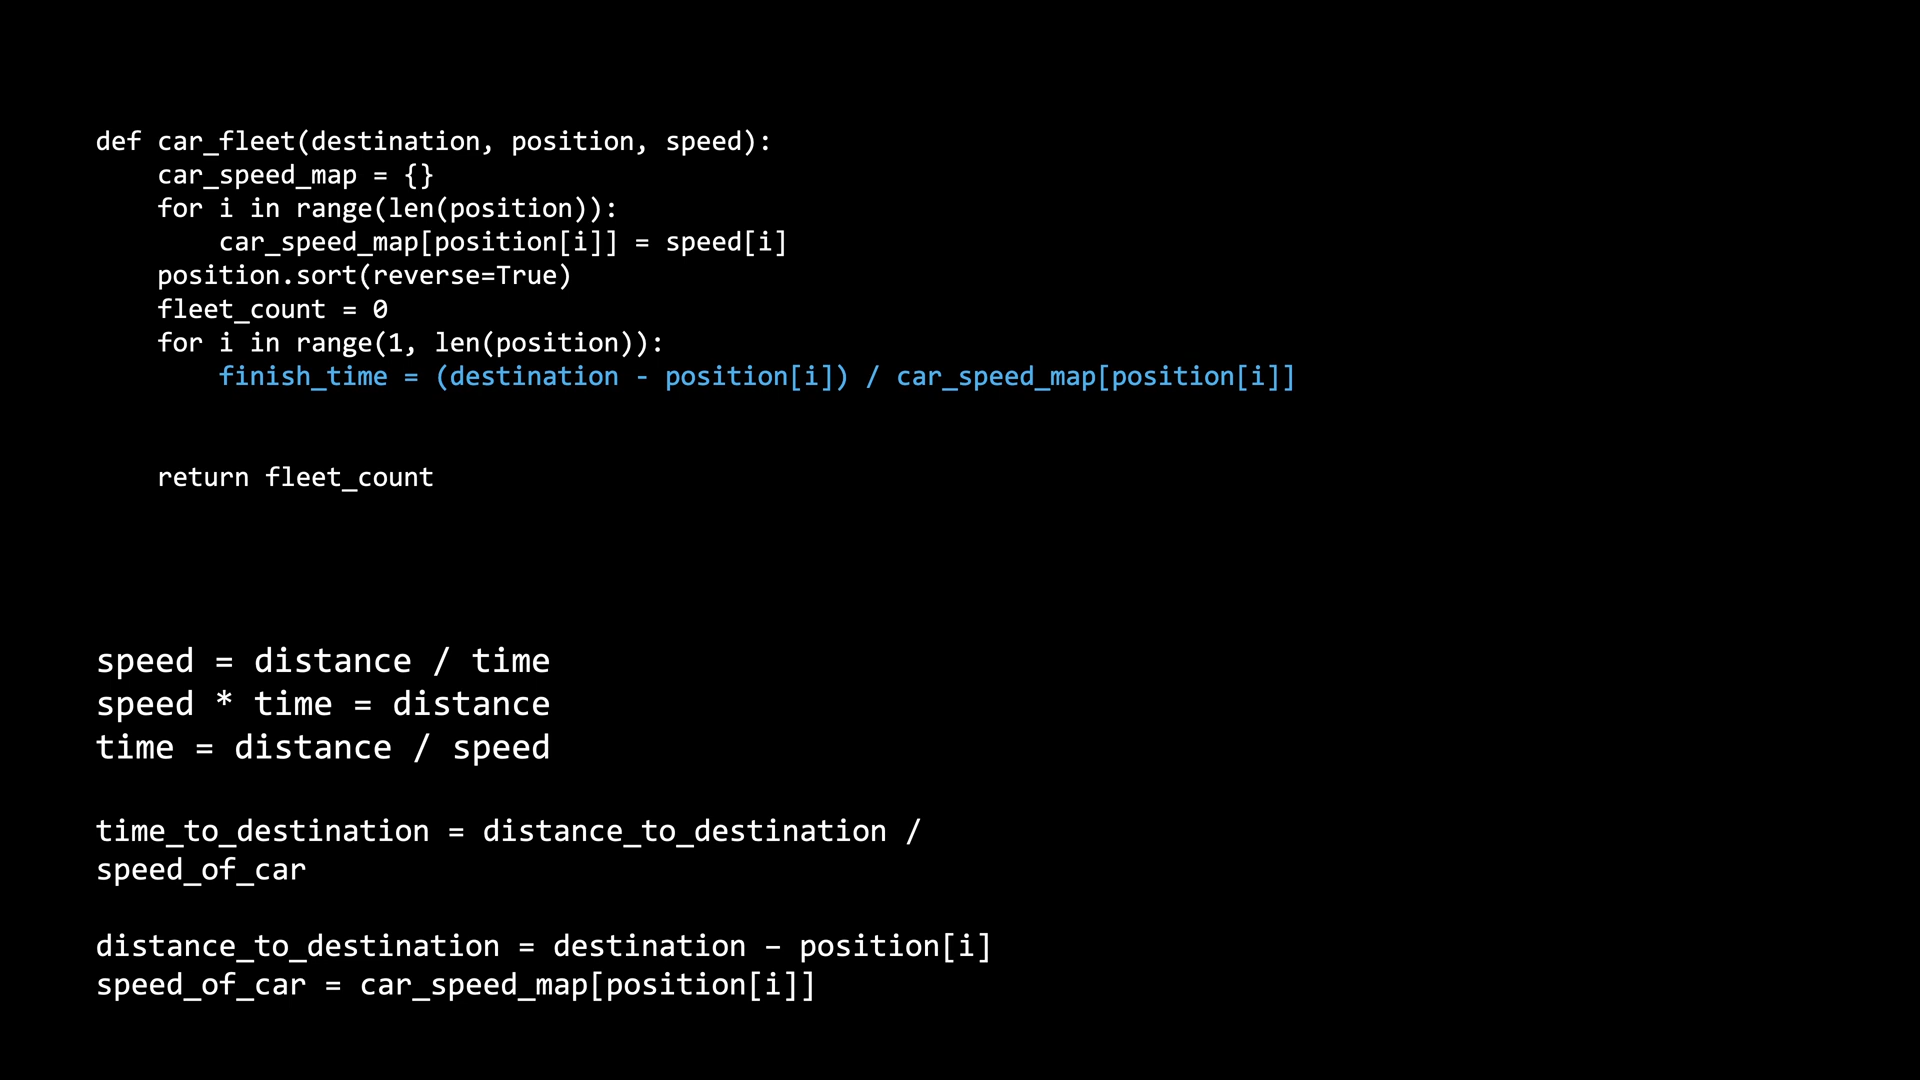 def car_fleet(destination, position, speed):
    car_speed_map = {}
    for i in range(len(position)):
        car_speed_map[position[i]] = speed[i]
    position.sort(reverse=True)
    fleet_count = 0
    for i in range(1, len(position)):
        finish_time = (destination - position[i]) / car_speed_map[position[i]]
    return fleet_count
speed = distance / time
speed * time = distance
time = distance / speed
time_to_destination = distance_to_destination /
speed_of_car
distance_to_destination = destination – position[i]
speed_of_car = car_speed_map[position[i]]